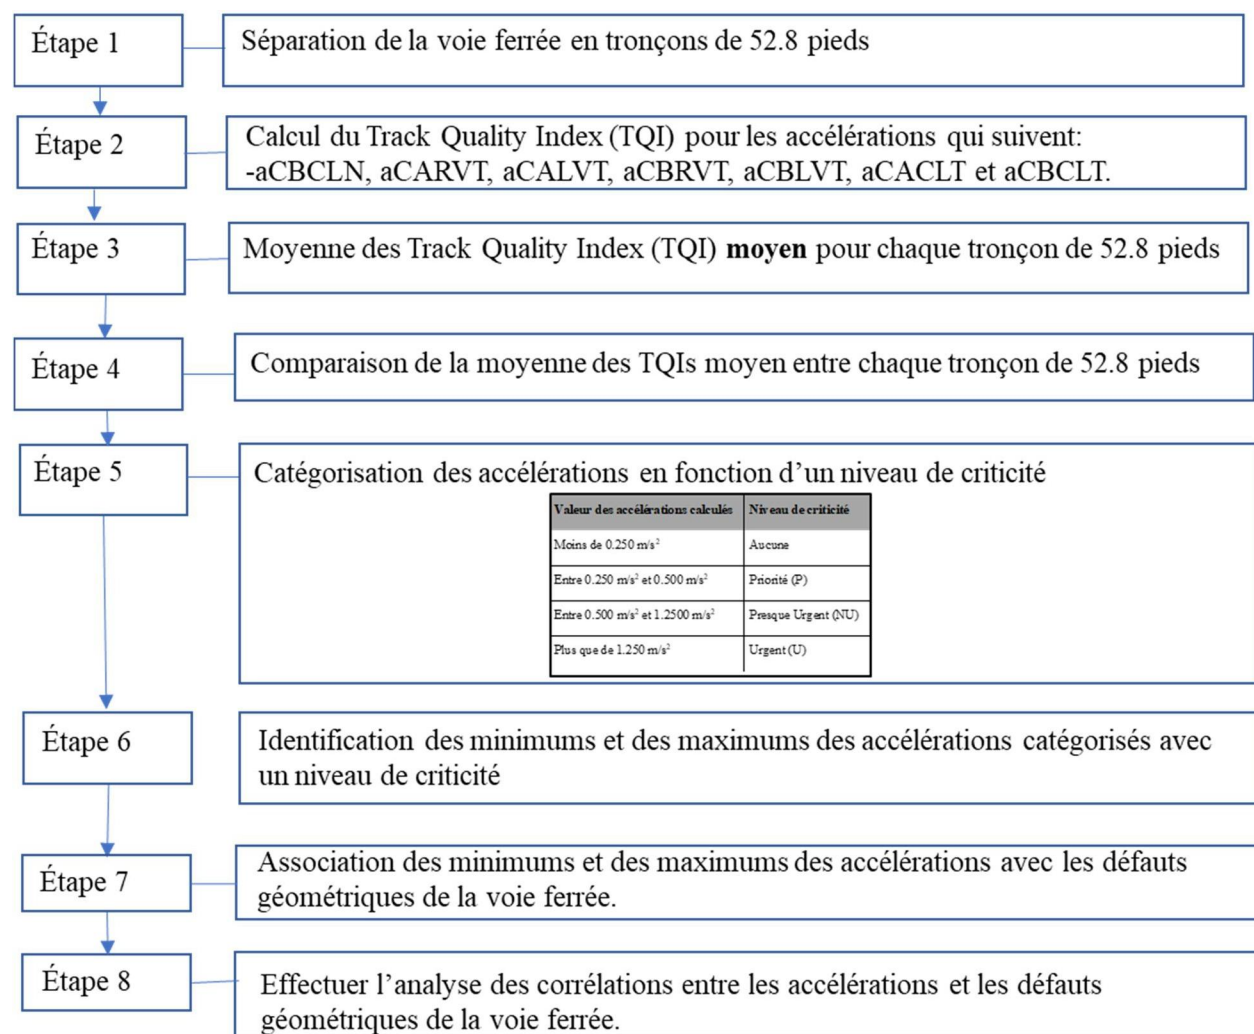 Étape 1
Séparation de la voie ferrée en tronçons de 52.8 pieds
Étape 2
Calcul du Track Quality Index (TQI) pour les accélérations qui suivent:
-aCBCLN, aCARVT, aCALVT, aCBRVT, aCBLVT, aCACLT et aCBCLT.
Étape 3
Moyenne des Track Quality Index (TQI) moyen pour chaque tronçon de 52.8 pieds
Étape 4
Comparaison de la moyenne des TQIs moyen entre chaque tronçon de 52.8 pieds
Étape 5
Catégorisation des accélérations en fonction d’un niveau de criticité
Valeur des accélérations calculés Niveau de criticité
Moins de 0.250 m/s² Aucune
Entre 0.250 m/s² et 0.500 m/s² Priorité (P)
Entre 0.500 m/s² et 1.2500 m/s² Presque Urgent (NU)
Plus que de 1.250 m/s² Urgent (U)
Étape 6
Identification des minimums et des maximums des accélérations catégorisés avec
un niveau de criticité
Étape 7
Association des minimums et des maximums des accélérations avec les défauts
géométriques de la voie ferrée.
Étape 8
Effectuer l’analyse des corrélations entre les accélérations et les défauts
géométriques de la voie ferrée.